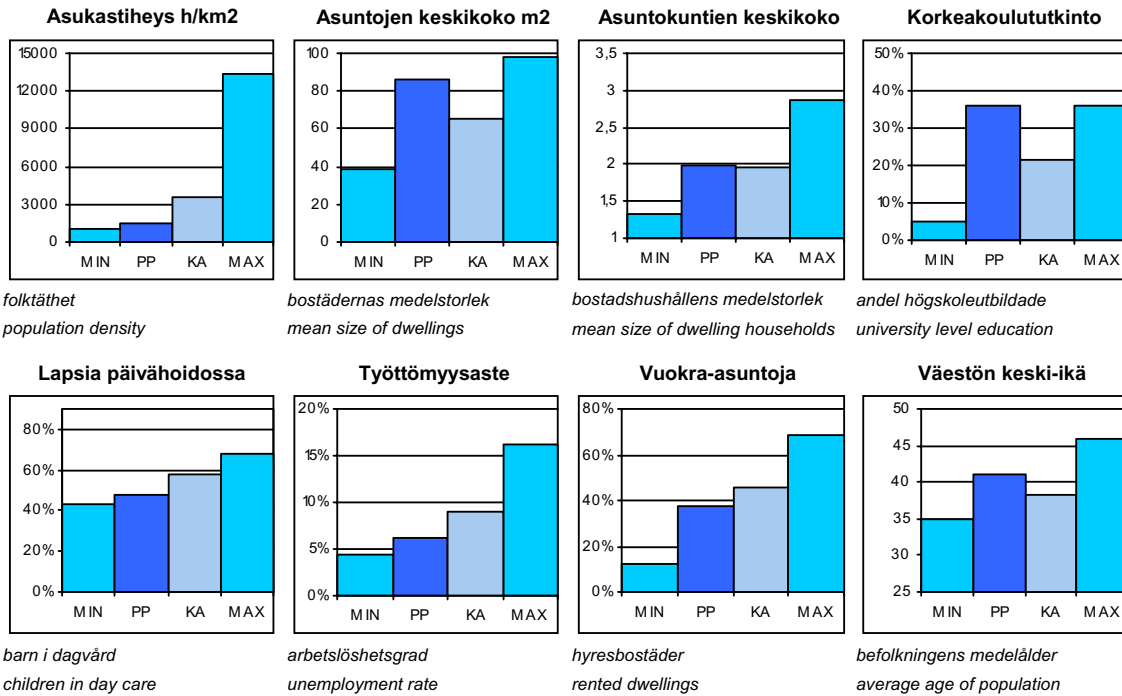 Asukastiheys h/km2
15000
12000
9000
6000
3000
0
MIN PP KA MAX
folktäthet
population density
Asuntojen keskikoko m2
100
80
60
40
20
0
MIN PP KA MAX
bostädernas medelstorlek
mean size of dwellings
Asuntokuntien keskikoko
3,5
3
2,5
2
1,5
1
MIN PP KA MAX
bostadshushållens medelstorlek
mean size of dwelling households
Korkeakoulututkinto
50%
40%
30%
20%
10%
0%
MIN PP KA MAX
andel högskoleutbildade
university level education
Lapsia päivähoidossa
80%
60%
40%
20%
0%
MIN PP KA MAX
barn i dagvård
children in day care
Työttömyysaste
20%
15%
10%
5%
0%
MIN PP KA MAX
arbetslöshetsgrad
unemployment rate
Vuokra-asuntoja
80%
60%
40%
20%
0%
MIN PP KA MAX
hyresbostäder
rented dwellings
Väestön keski-ikä
50
45
40
35
30
25
MIN PP KA MAX
befolkningens medelålder
average age of population